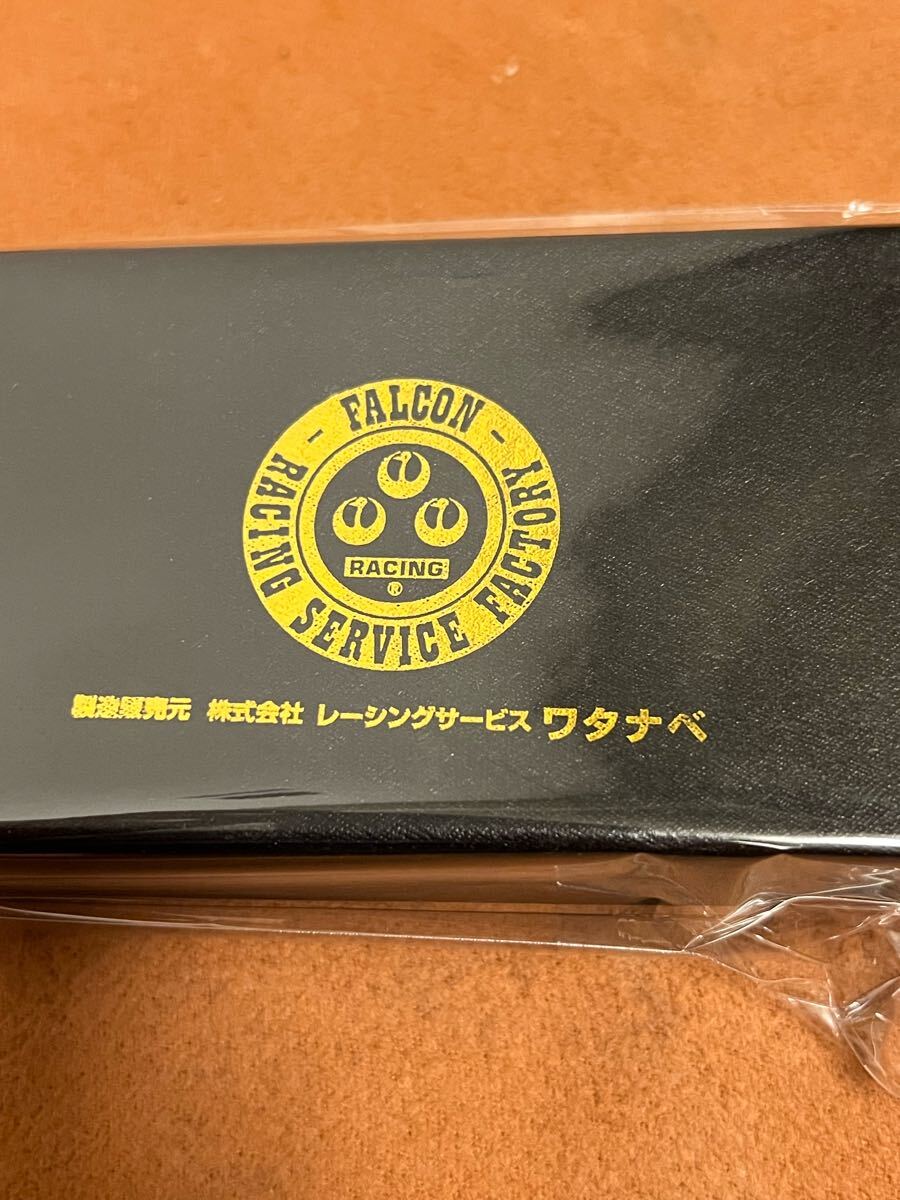 - FALCON -
RACING SERVICE FACTORY
RACING
®
製造販売元 株式会社 レーシングサービス ワタナベ